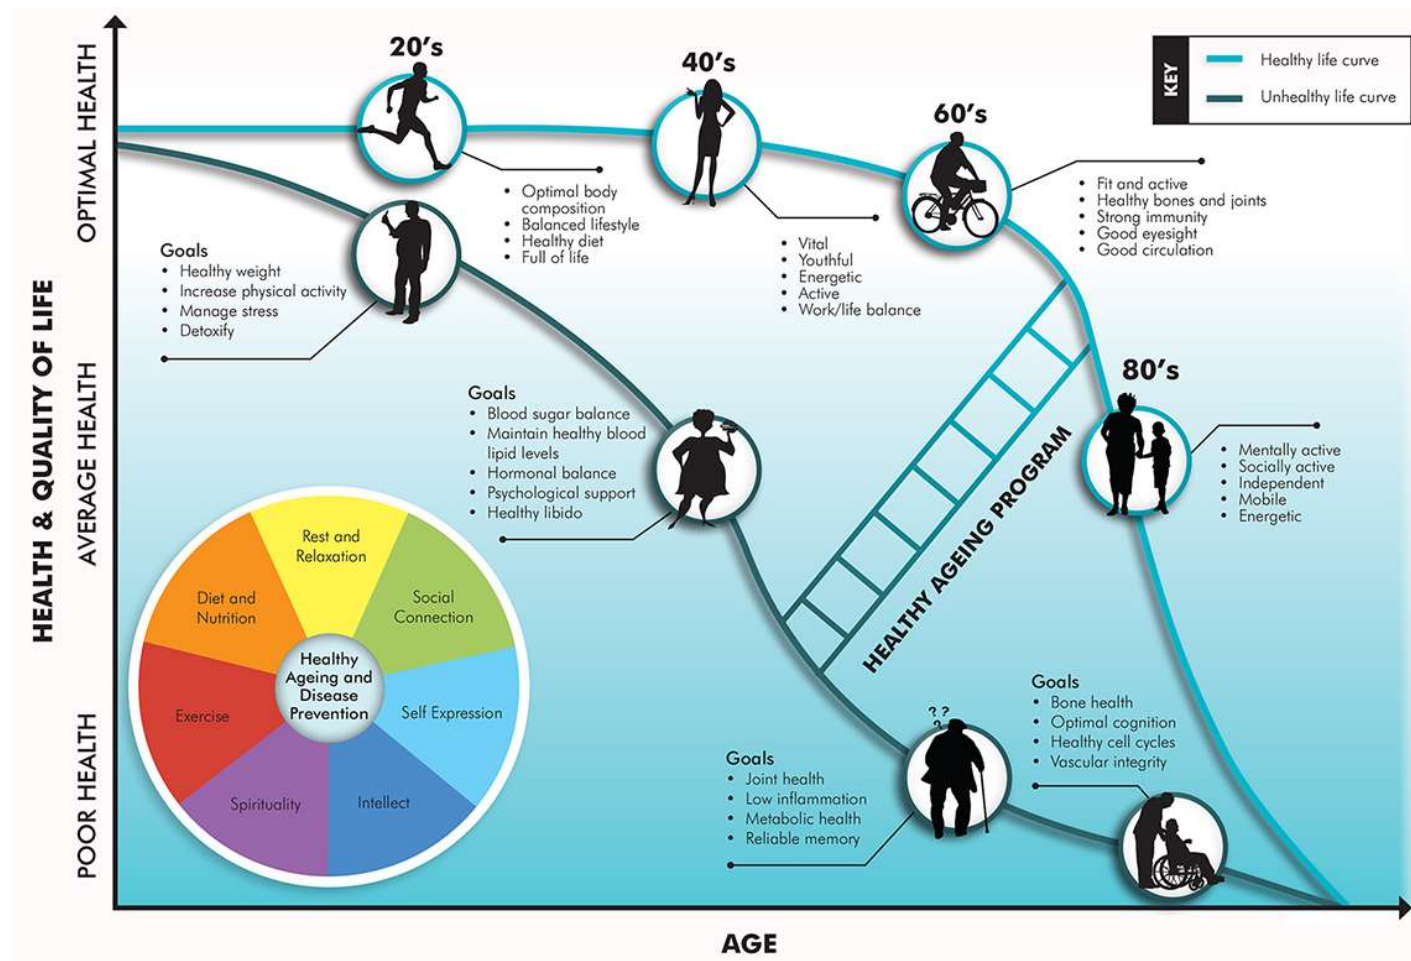 HEALTH & QUALITY OF LIFE
OPTIMAL HEALTH
AVERAGE HEALTH
POOR HEALTH
20's
40's
60's
80's
KEY
Healthy life curve
Unhealthy life curve
• Optimal body
composition
• Balanced lifestyle
• Healthy diet
• Full of life
• Vital
• Youthful
• Energetic
• Active
• Work/life balance
• Fit and active
• Healthy bones and joints
• Strong immunity
• Good eyesight
• Good circulation
• Mentally active
• Socially active
• Independent
• Mobile
• Energetic
Goals
• Healthy weight
• Increase physical activity
• Manage stress
• Detoxify
Goals
• Blood sugar balance
• Maintain healthy blood
lipid levels
• Hormonal balance
• Psychological support
• Healthy libido
HEALTHY AGEING PROGRAM
Goals
• Joint health
• Low inflammation
• Metabolic health
• Reliable memory
? ?
?
Goals
• Bone health
• Optimal cognition
• Healthy cell cycles
• Vascular integrity
Rest and
Relaxation
Social
Connection
Self Expression
Intellect
Spirituality
Exercise
Diet and
Nutrition
Healthy
Ageing and
Disease
Prevention
AGE